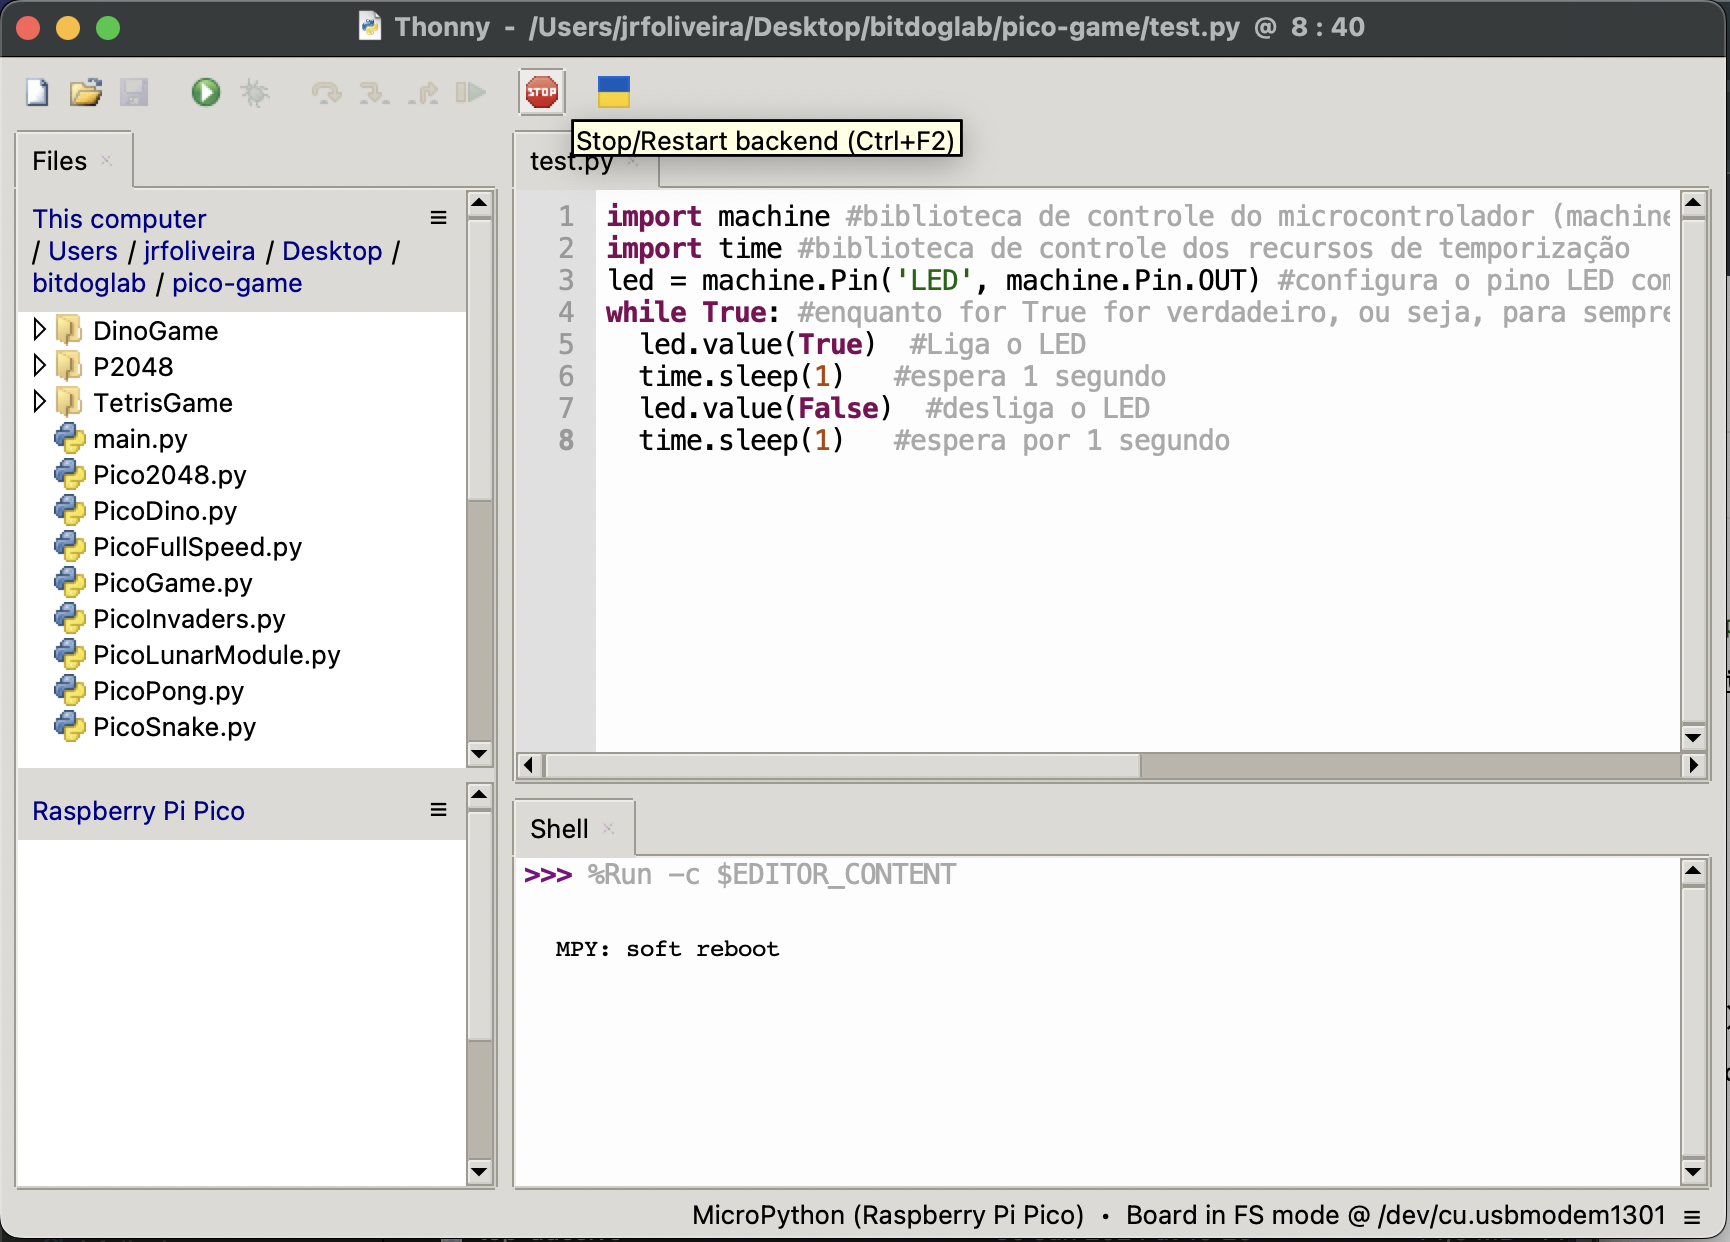 Thonny - /Users/jrfoliveira/Desktop/bitdoglab/pico-game/test.py @ 8 : 40
STOP
Stop/Restart backend (Ctrl+F2)
Files
test.py
This computer
/ Users / jrfoliveira / Desktop /
bitdoglab / pico-game
DinoGame
P2048
TetrisGame
main.py
Pico2048.py
PicoDino.py
PicoFullSpeed.py
PicoGame.py
PicoInvaders.py
PicoLunarModule.py
PicoPong.py
PicoSnake.py
Raspberry Pi Pico
1 import machine #biblioteca de controle do microcontrolador (machine
2 import time #biblioteca de controle dos recursos de temporização
3 led = machine.Pin('LED', machine.Pin.OUT) #configura o pino LED com
4 while True: #enquanto for True for verdadeiro, ou seja, para sempre
5 led.value(True) #Liga o LED
6 time.sleep(1) #espera 1 segundo
7 led.value(False) #desliga o LED
8 time.sleep(1) #espera por 1 segundo
Shell
>>> %Run -c $EDITOR_CONTENT
MPY: soft reboot
MicroPython (Raspberry Pi Pico) • Board in FS mode @ /dev/cu.usbmodem1301 ≡